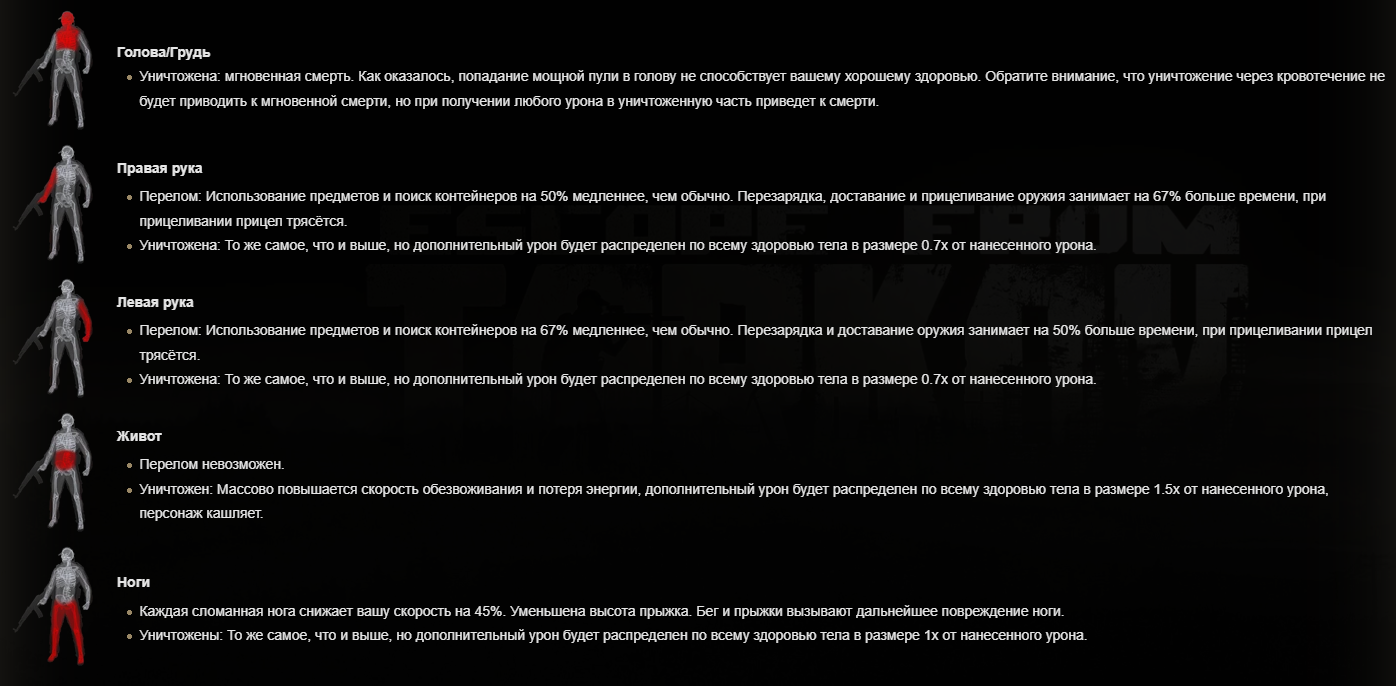 Голова/Грудь
Уничтожена: мгновенная смерть. Как оказалось, попадание мощной пули в голову не способствует вашему хорошему здоровью. Обратите внимание, что уничтожение через кровотечение не
будет приводить к мгновенной смерти, но при получении любого урона в уничтоженную часть приведет к смерти.
Правая рука
Перелом: Использование предметов и поиск контейнеров на 50% медленнее, чем обычно. Перезарядка, доставание и прицеливание оружия занимает на 67% больше времени, при
прицеливании прицел трясётся.
Уничтожена: То же самое, что и выше, но дополнительный урон будет распределен по всему здоровью тела в размере 0.7x от нанесенного урона.
ESCAPE FROM
TARKOV
Левая рука
Перелом: Использование предметов и поиск контейнеров на 67% медленнее, чем обычно. Перезарядка и доставание оружия занимает на 50% больше времени, при прицеливании прицел
трясётся.
Уничтожена: То же самое, что и выше, но дополнительный урон будет распределен по всему здоровью тела в размере 0.7x от нанесенного урона.
Живот
Перелом невозможен.
Уничтожен: Массово повышается скорость обезвоживания и потеря энергии, дополнительный урон будет распределен по всему здоровью тела в размере 1.5x от нанесенного урона,
персонаж кашляет.
Ноги
Каждая сломанная нога снижает вашу скорость на 45%. Уменьшена высота прыжка. Бег и прыжки вызывают дальнейшее повреждение ноги.
Уничтожены: То же самое, что и выше, но дополнительный урон будет распределен по всему здоровью тела в размере 1x от нанесенного урона.